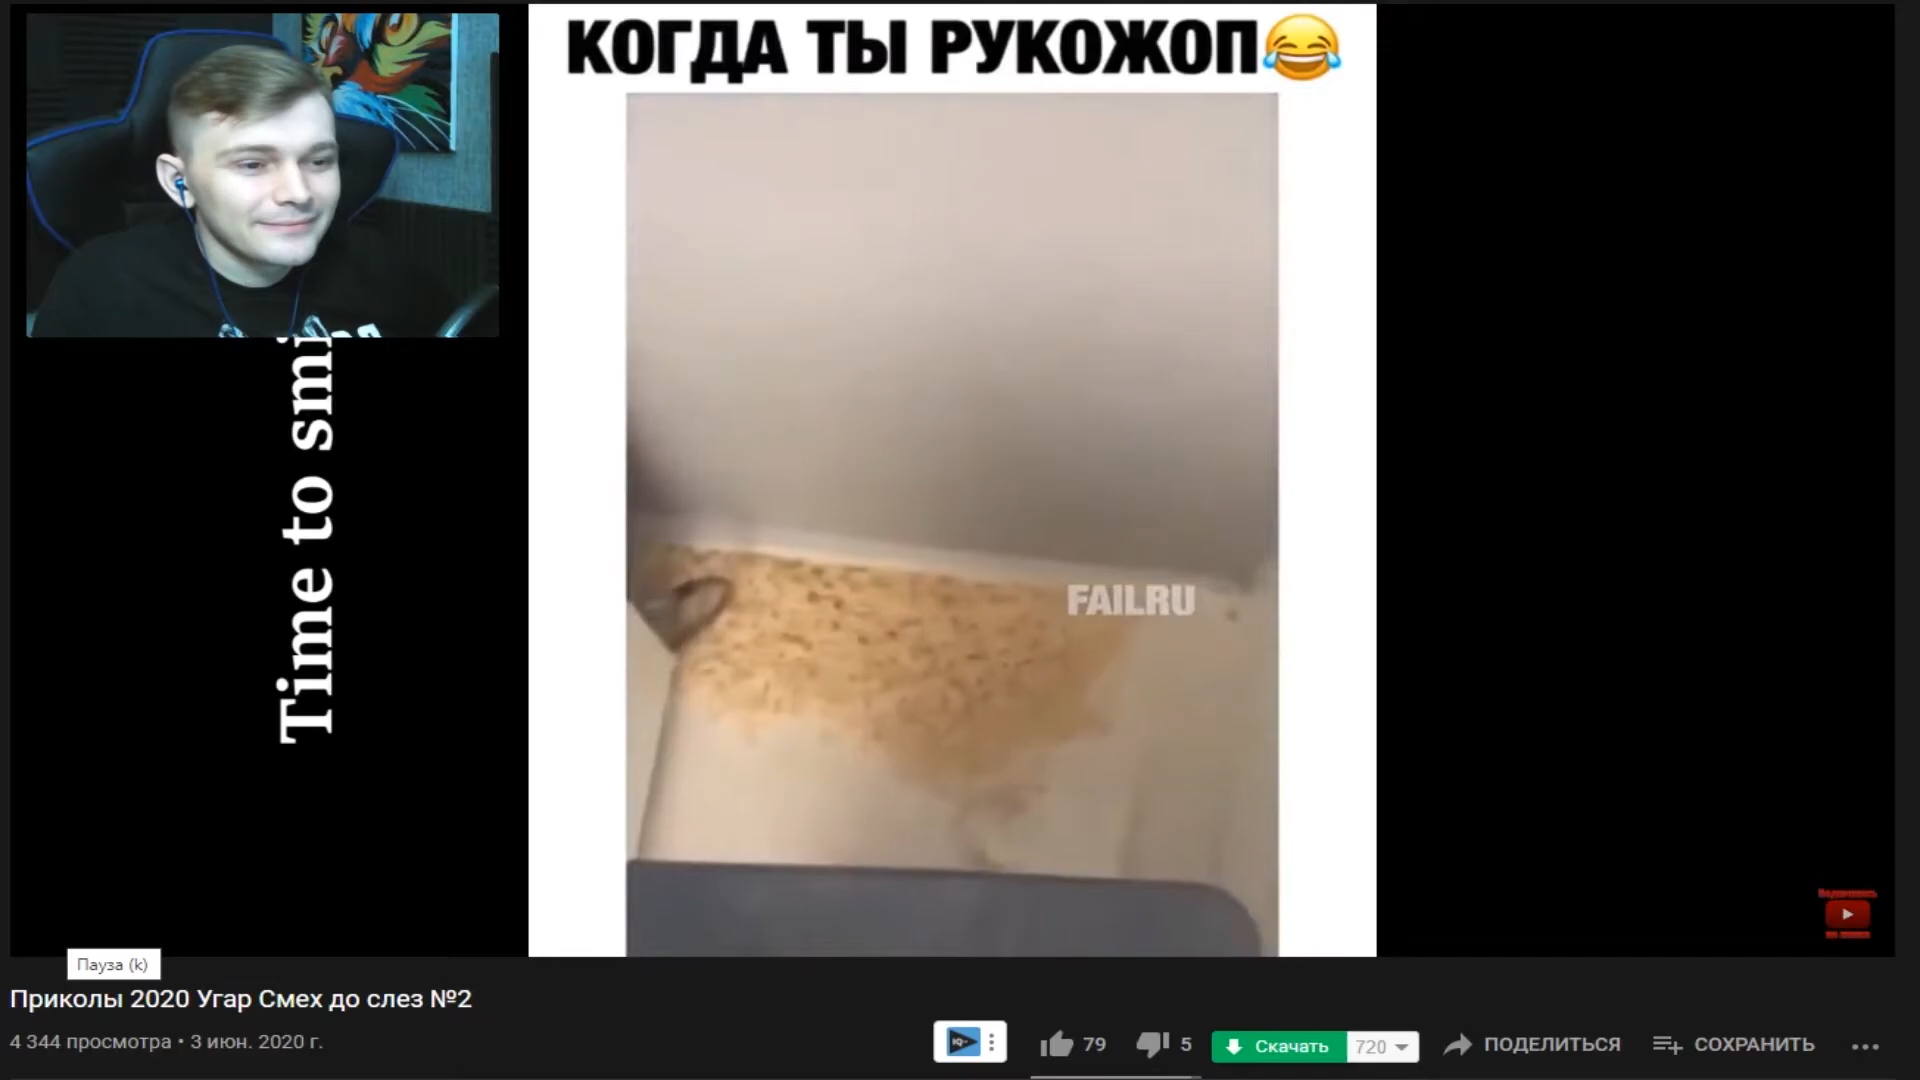 КОГДА ТЫ РУКОЖОП😂
Time to smi
FAILRU
Пауза (k)
Приколы 2020 Угар Смех до слез №2
4 344 просмотра • 3 июн. 2020 г.
79
5
Скачать
720
ПОДЕЛИТЬСЯ
СОХРАНИТЬ